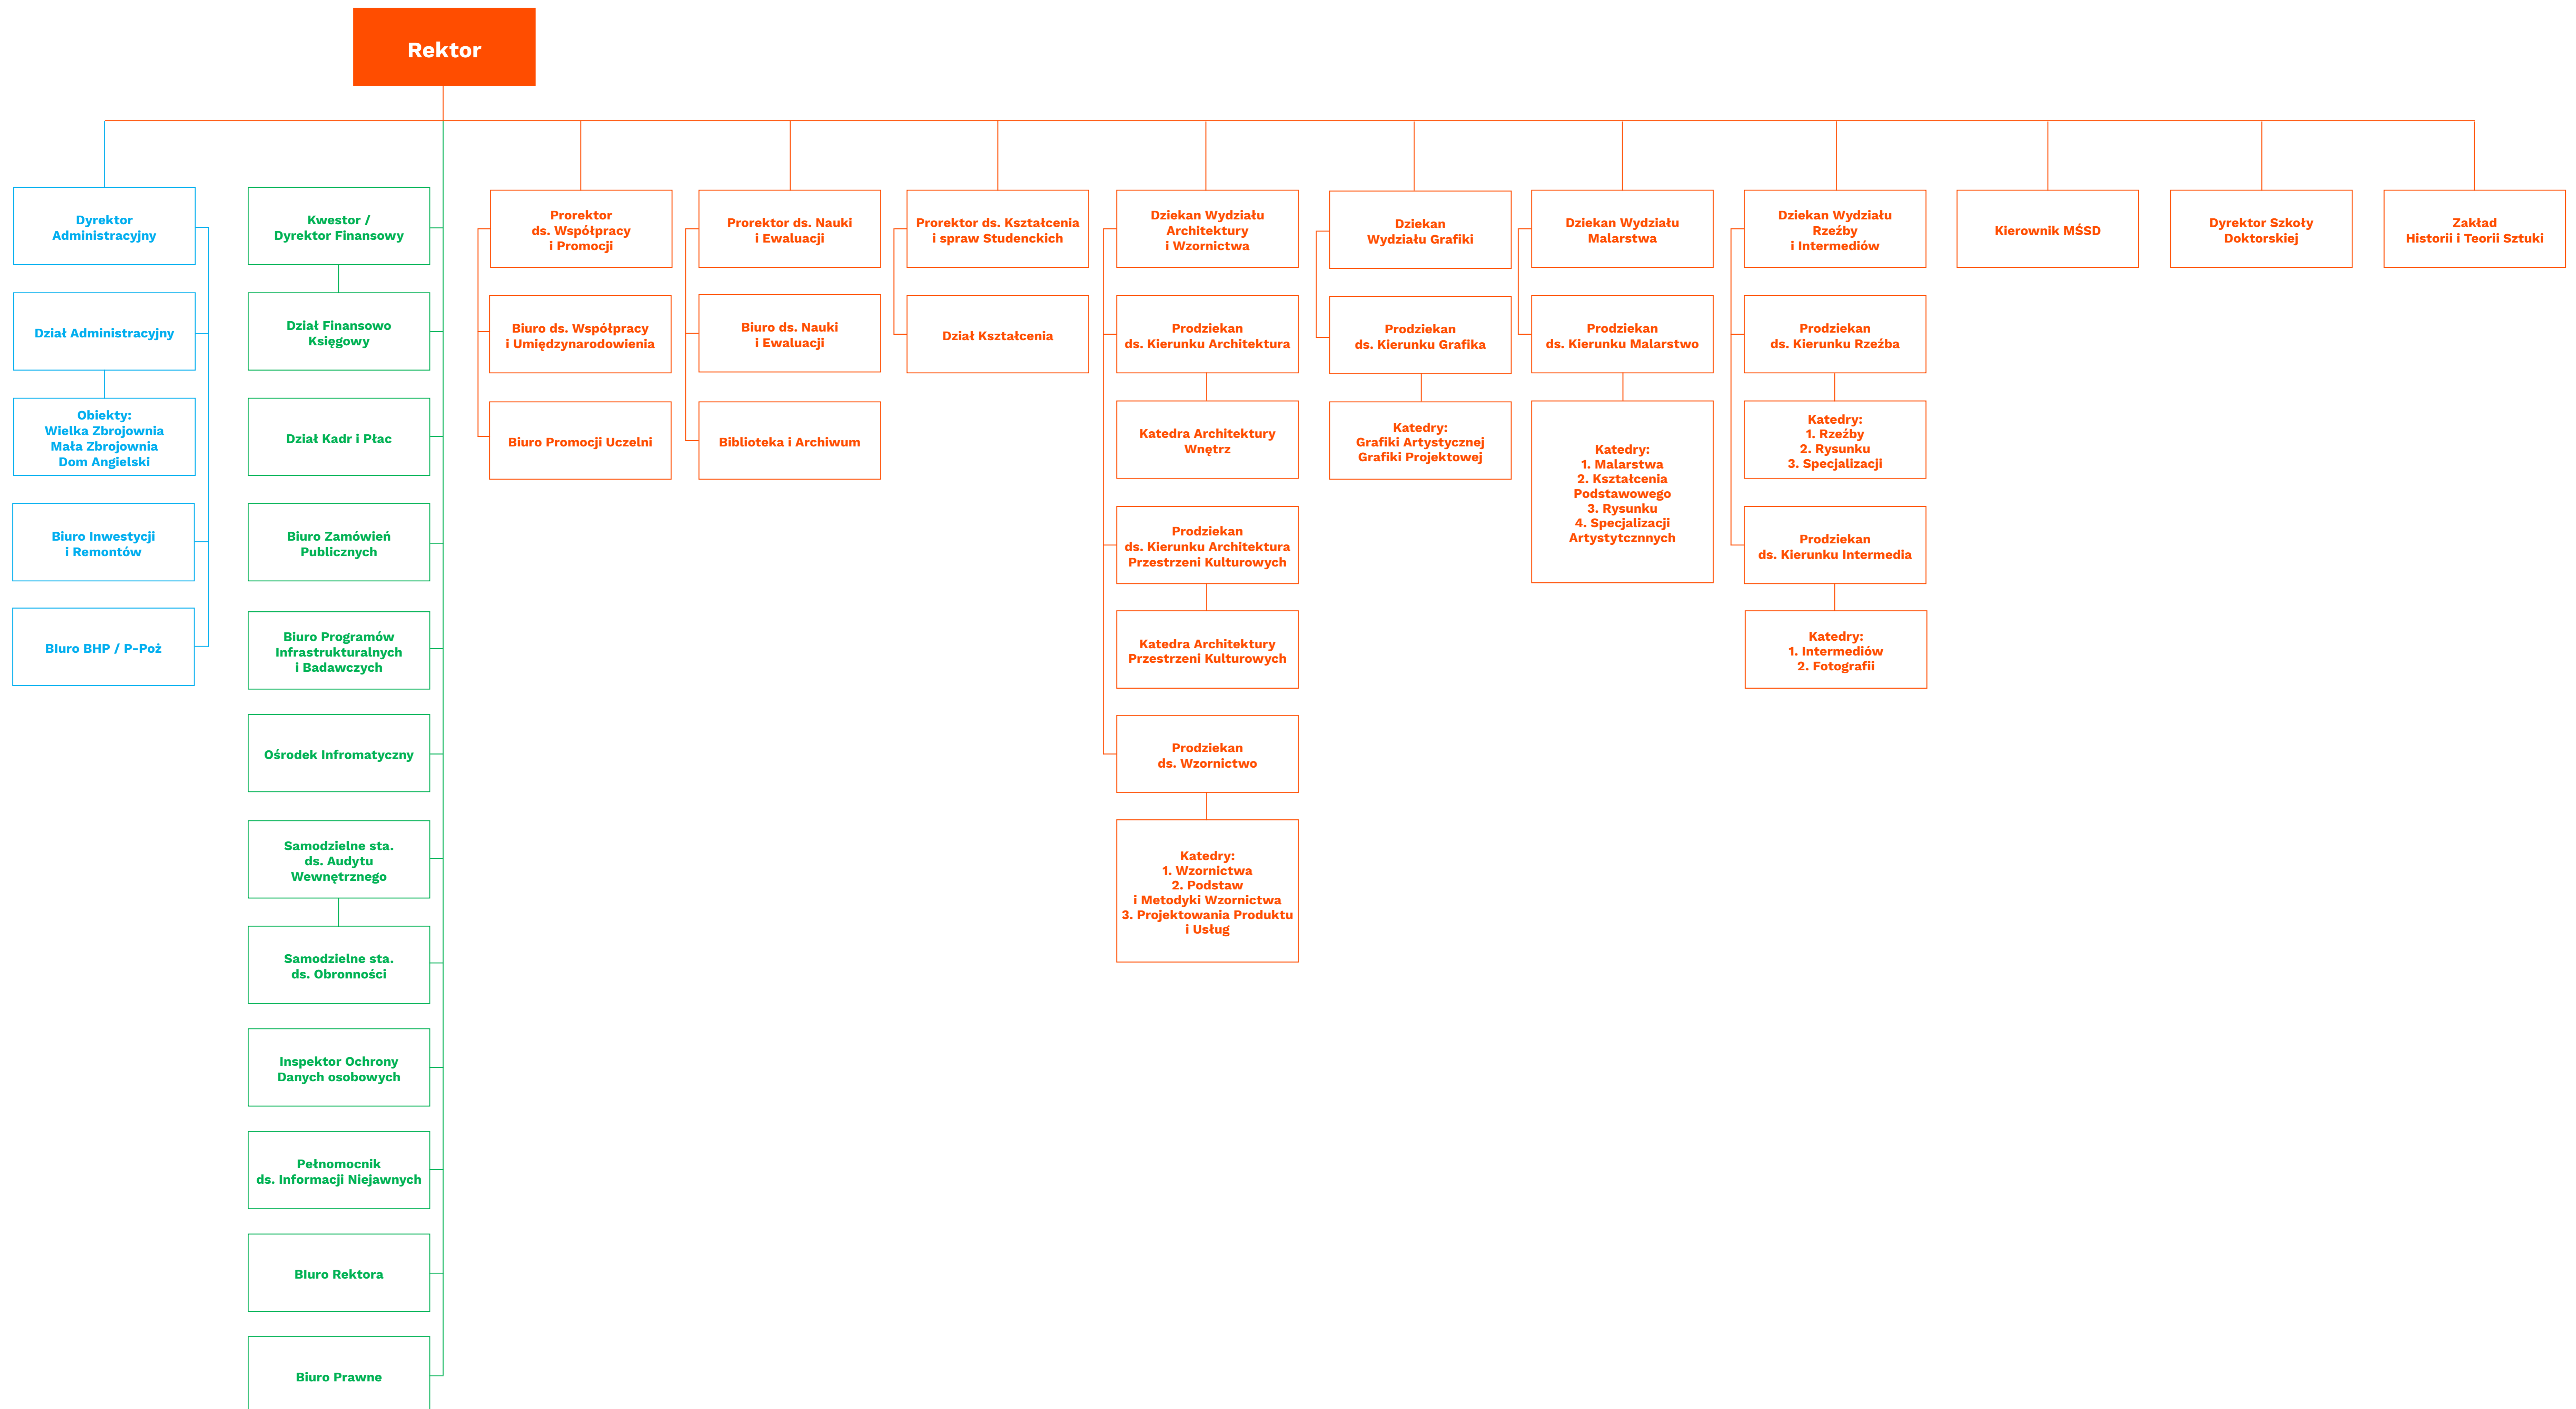 Rektor
Dyrektor
Administracyjny
Dział Administracyjny
Obiekty:
Wielka Zbrojownia
Mała Zbrojownia
Dom Angielski
Biuro Inwestycji
i Remontów
BIuro BHP / P-Poż
Kwestor /
Dyrektor Finansowy
Dział Finansowo
Księgowy
Dział Kadr i Płac
Biuro Zamówień
Publicznych
Biuro Programów
Infrastrukturalnych
i Badawczych
Ośrodek Infromatyczny
Samodzielne sta.
ds. Audytu
Wewnętrznego
Samodzielne sta.
ds. Obronności
Inspektor Ochrony
Danych osobowych
Pełnomocnik
ds. Informacji Niejawnych
BIuro Rektora
Biuro Prawne
Prorektor
ds. Współpracy
i Promocji
Biuro ds. Współpracy
i Umiędzynarodowienia
Biuro Promocji Uczelni
Prorektor ds. Nauki
i Ewaluacji
Biuro ds. Nauki
i Ewaluacji
Biblioteka i Archiwum
Prorektor ds. Kształcenia
i spraw Studenckich
Dział Kształcenia
Dziekan Wydziału
Architektury
i Wzornictwa
Prodziekan
ds. Kierunku Architektura
Katedra Architektury
Wnętrz
Prodziekan
ds. Kierunku Architektura
Przestrzeni Kulturowych
Katedra Architektury
Przestrzeni Kulturowych
Prodziekan
ds. Wzornictwo
Katedry:
1. Wzornictwa
2. Podstaw
i Metodyki Wzornictwa
3. Projektowania Produktu
i Usług
Dziekan
Wydziału Grafiki
Prodziekan
ds. Kierunku Grafika
Katedry:
Grafiki Artystycznej
Grafiki Projektowej
Dziekan Wydziału
Malarstwa
Prodziekan
ds. Kierunku Malarstwo
Katedry:
1. Malarstwa
2. Kształcenia
Podstawowego
3. Rysunku
4. Specjalizacji
Artystytcznnych
Dziekan Wydziału
Rzeźby
i Intermediów
Prodziekan
ds. Kierunku Rzeźba
Katedry:
1. Rzeźby
2. Rysunku
3. Specjalizacji
Prodziekan
ds. Kierunku Intermedia
Katedry:
1. Intermediów
2. Fotografii
Kierownik MŚSD
Dyrektor Szkoły
Doktorskiej
Zakład
Historii i Teorii Sztuki